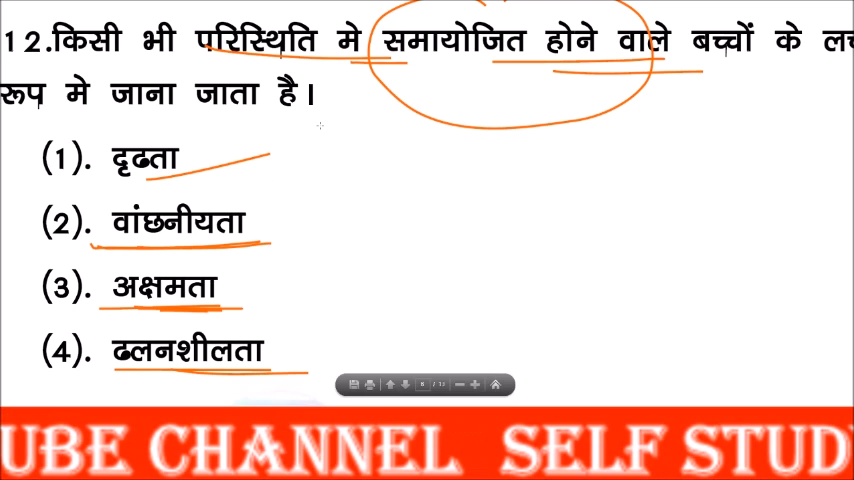 12.किसी भी परिस्थिति मे समायोजित होने वाले बच्चों के
रूप मे जाना जाता है।
(1). दृढता
(2). वांछनीयता
(3). अक्षमता
(4). ढलनशीलता
UBE CHANNEL SELF STUD